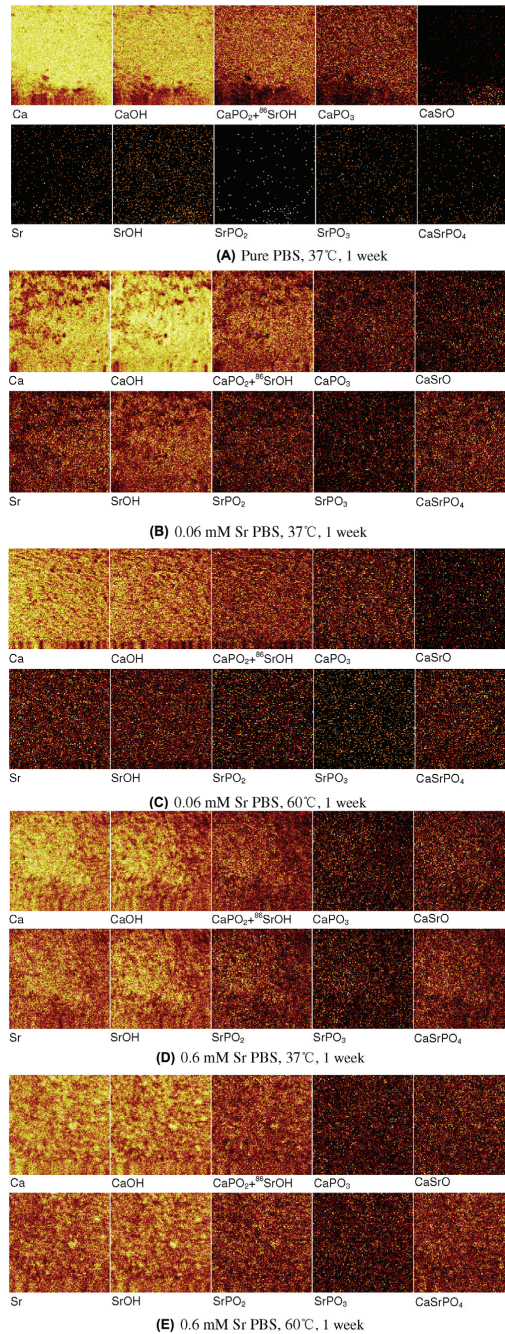 Ca CaOH CaPO₂+⁸⁶SrOH CaPO₃ CaSrO
Sr SrOH SrPO₂ SrPO₃ CaSrPO₄
(A) Pure PBS, 37℃, 1 week
Ca CaOH CaPO₂+⁸⁶SrOH CaPO₃ CaSrO
Sr SrOH SrPO₂ SrPO₃ CaSrPO₄
(B) 0.06 mM Sr PBS, 37℃, 1 week
Ca CaOH CaPO₂+⁸⁶SrOH CaPO₃ CaSrO
Sr SrOH SrPO₂ SrPO₃ CaSrPO₄
(C) 0.06 mM Sr PBS, 60℃, 1 week
Ca CaOH CaPO₂+⁸⁶SrOH CaPO₃ CaSrO
Sr SrOH SrPO₂ SrPO₃ CaSrPO₄
(D) 0.6 mM Sr PBS, 37℃, 1 week
Ca CaOH CaPO₂+⁸⁶SrOH CaPO₃ CaSrO
Sr SrOH SrPO₂ SrPO₃ CaSrPO₄
(E) 0.6 mM Sr PBS, 60℃, 1 week